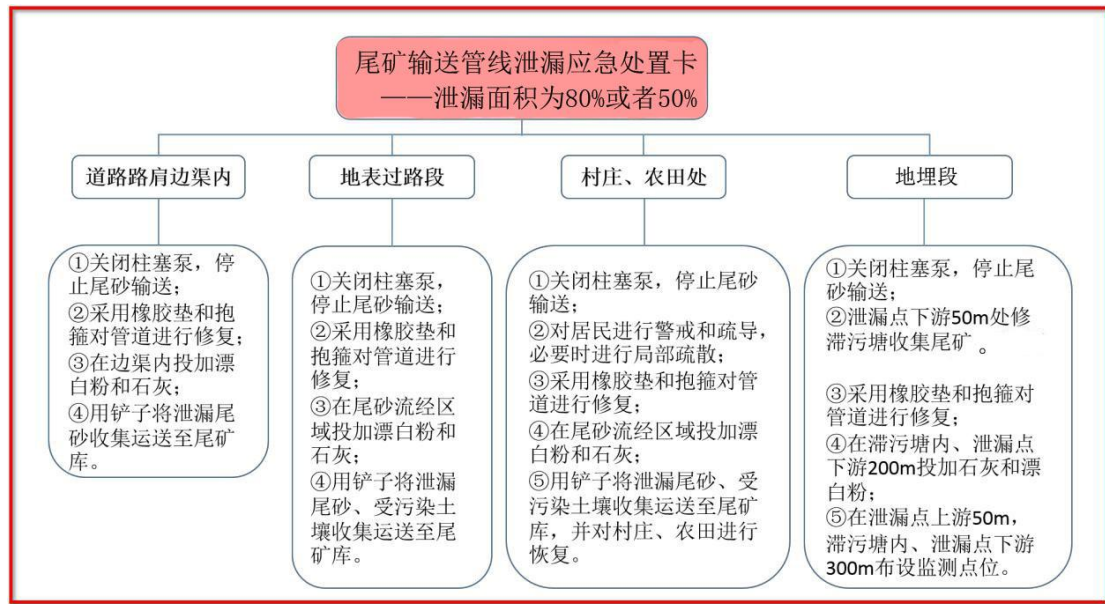 尾矿输送管线泄漏应急处置卡
——泄漏面积为80%或者50%
道路路肩边渠内
①关闭柱塞泵，停
止尾砂输送；
②采用橡胶垫和抱
箍对管道进行修复；
③在边渠内投加漂
白粉和石灰；
④用铲子将泄漏尾
砂收集运送至尾矿
库。
地表过路段
①关闭柱塞泵，
停止尾砂输送；
②采用橡胶垫和
抱箍对管道进行
修复；
③在尾砂流经区
域投加漂白粉和
石灰；
④用铲子将泄漏
尾砂、受污染土
壤收集运送至尾
矿库。
村庄、农田处
①关闭柱塞泵，停止尾砂
输送；
②对居民进行警戒和疏导，
必要时进行局部疏散；
③采用橡胶垫和抱箍对管
道进行修复；
④在尾砂流经区域投加漂
白粉和石灰；
⑤用铲子将泄漏尾砂、受
污染土壤收集运送至尾矿
库，并对村庄、农田进行
恢复。
地埋段
①关闭柱塞泵，停止尾
砂输送；
②泄漏点下游50m处修
滞污塘收集尾矿。
③采用橡胶垫和抱箍对
管道进行修复；
④在滞污塘内、泄漏点
下游200m投加石灰和漂
白粉；
⑤在泄漏点上游50m，
滞污塘内、泄漏点下游
300m布设监测点位。